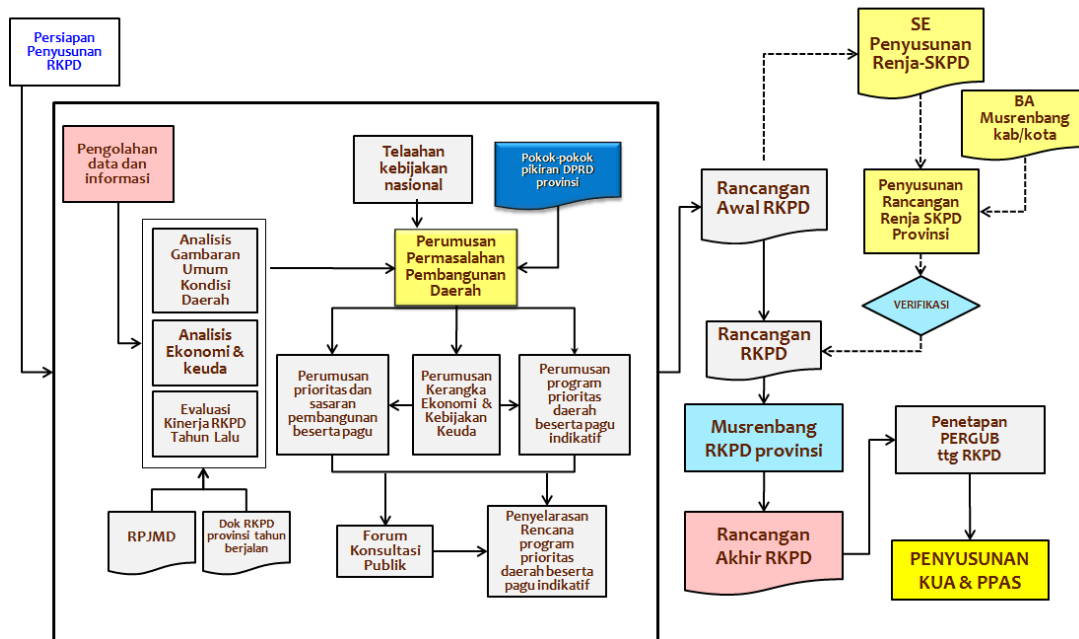 Persiapan
Penyusunan
RKPD
Pengolahan
data dan
informasi
Analisis
Gambaran
Umum
Kondisi
Daerah
Analisis
Ekonomi &
keuda
Evaluasi
Kinerja RKPD
Tahun Lalu
RPJMD
Dok RKPD
provinsi tahun
berjalan
Telaahan
kebijakan
nasional
Pokok-pokok
pikiran DPRD
provinsi
Perumusan
Permasalahan
Pembangunan
Daerah
Perumusan
prioritas dan
sasaran
pembangunan
beserta pagu
Perumusan
Kerangka
Ekonomi &
Kebijakan
Keuda
Perumusan
program
prioritas
daerah
beserta pagu
indikatif
Forum
Konsultasi
Publik
Penyelarasan
Rencana
program
prioritas
daerah beserta
pagu indikatif
Rancangan
Awal RKPD
SE
Penyusunan
Renja-SKPD
BA
Musrenbang
kab/kota
Penyusunan
Rancangan
Renja SKPD
Provinsi
VERIFIKASI
Rancangan
RKPD
Musrenbang
RKPD provinsi
Rancangan
Akhir RKPD
Penetapan
PERGUB
ttg RKPD
PENYUSUNAN
KUA & PPAS